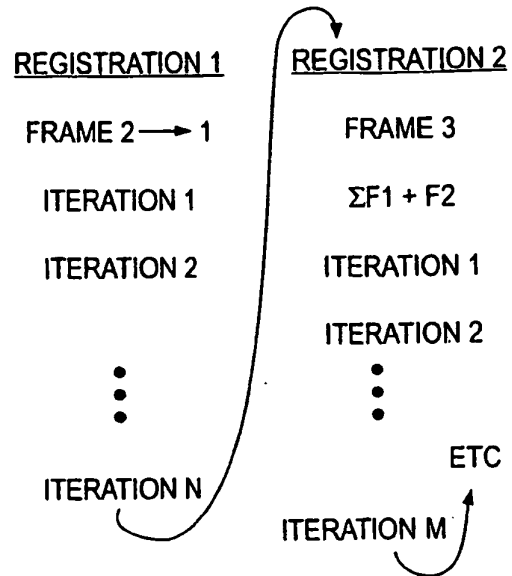 REGISTRATION 1
FRAME 2 → 1
ITERATION 1
ITERATION 2
ITERATION N
REGISTRATION 2
FRAME 3
ΣF1 + F2
ITERATION 1
ITERATION 2
ETC
ITERATION M